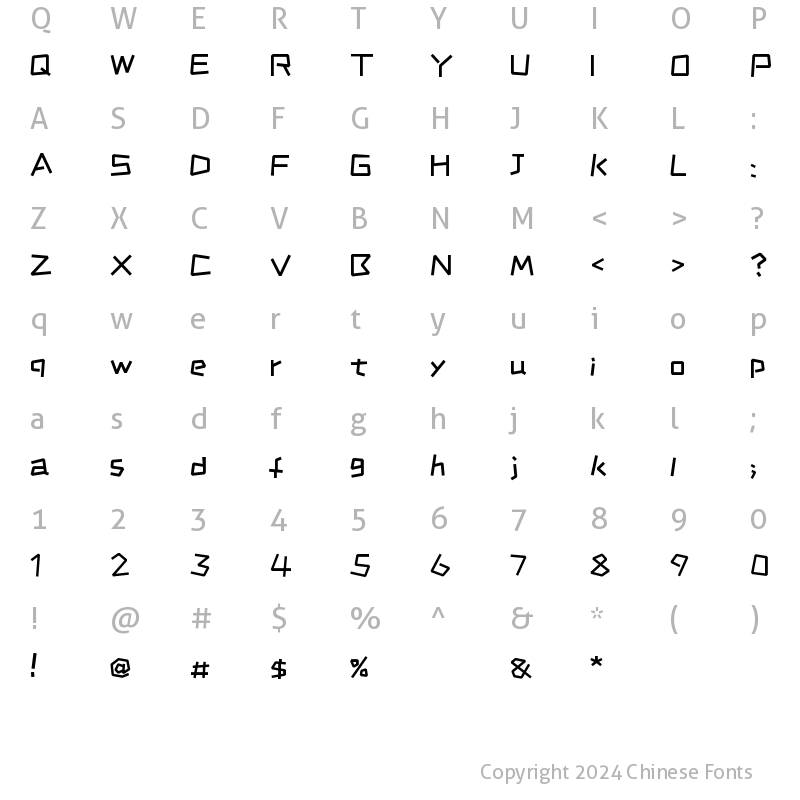 Q W E R T Y U I O P
Q W E R T Y U I O P
A S D F G H J K L :
A S D F G H J K L :
Z X C V B N M < > ?
Z X C V B N M < > ?
q w e r t y u i o p
q w e r t y u i o p
a s d f g h j k l ;
a s d f g h j k l ;
1 2 3 4 5 6 7 8 9 0
1 2 3 4 5 6 7 8 9 0
! @ # $ % ^ & * ( )
! @ # $ % & *
Copyright 2024 Chinese Fonts